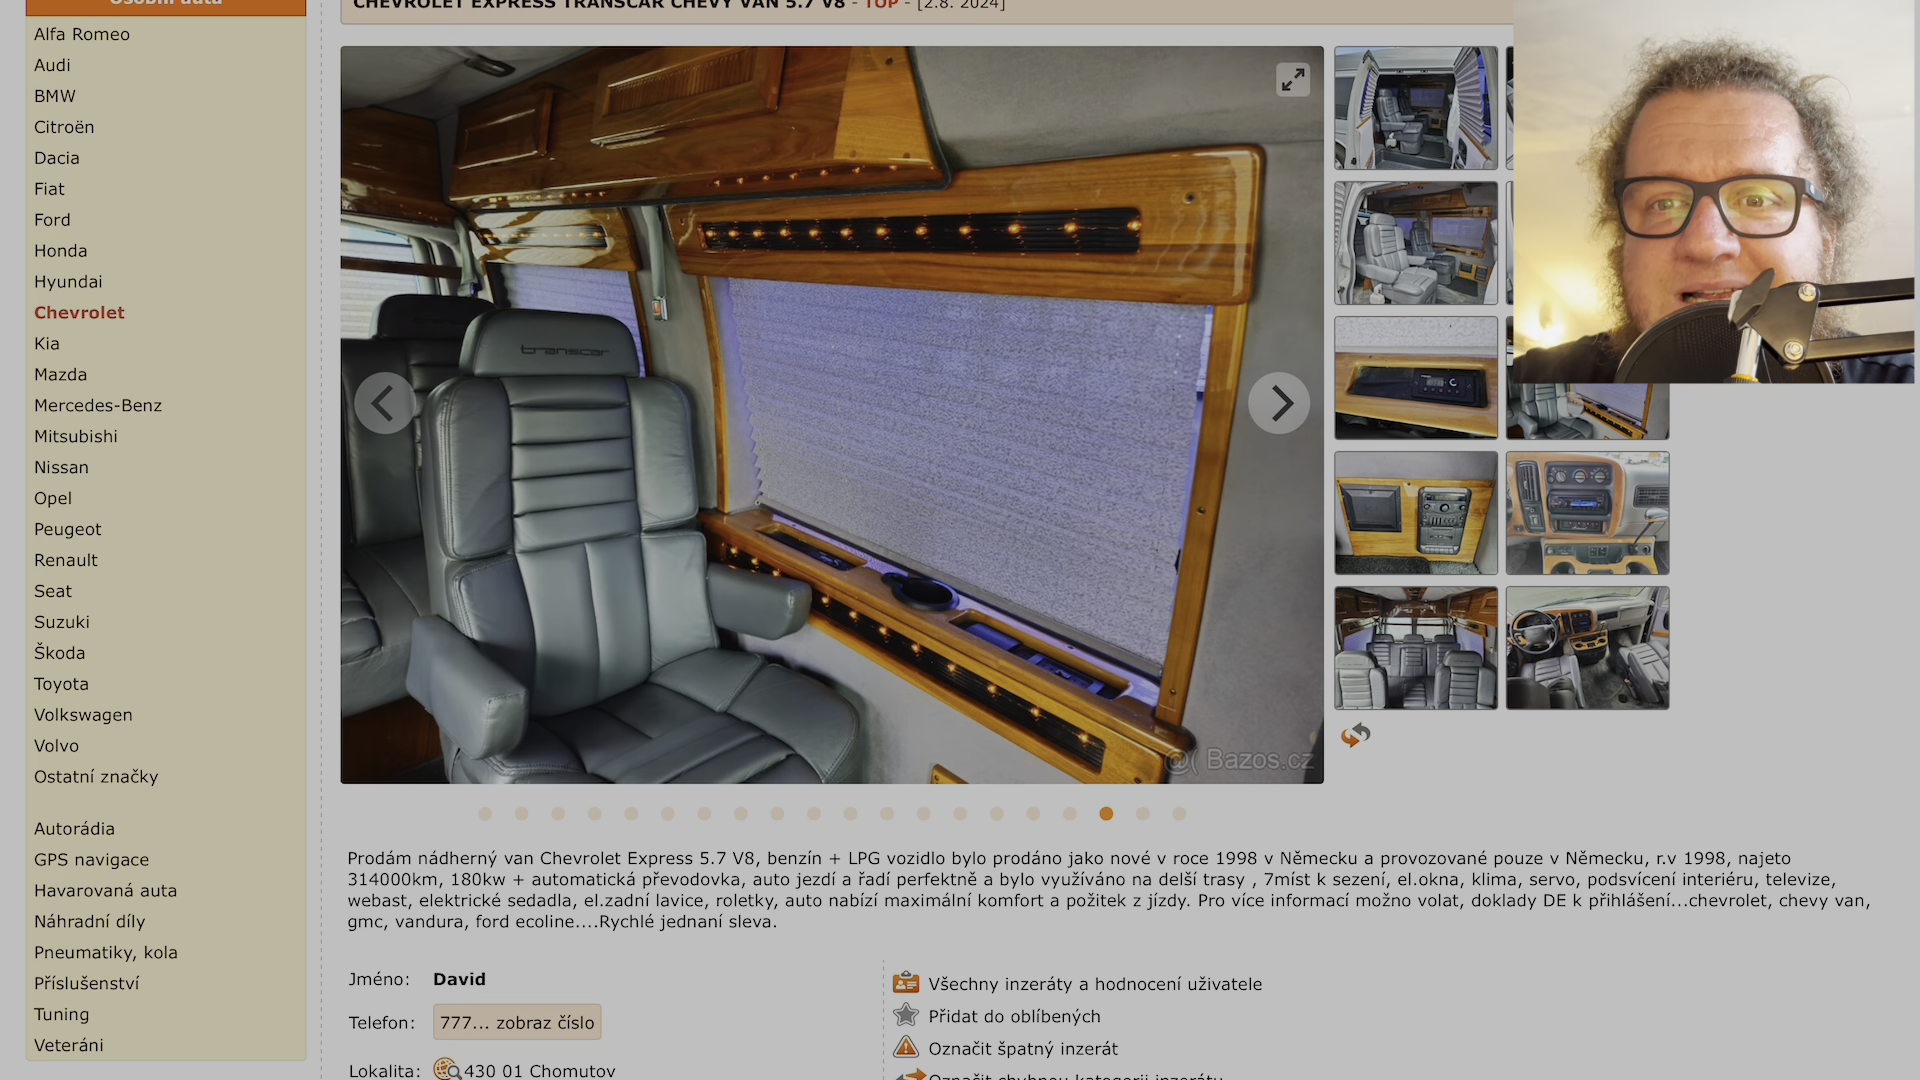 Osobní auta
Alfa Romeo
Audi
BMW
Citroën
Dacia
Fiat
Ford
Honda
Hyundai
Chevrolet
Kia
Mazda
Mercedes-Benz
Mitsubishi
Nissan
Opel
Peugeot
Renault
Seat
Suzuki
Škoda
Toyota
Volkswagen
Volvo
Ostatní značky
Autorádia
GPS navigace
Havarovaná auta
Náhradní díly
Pneumatiky, kola
Příslušenství
Tuning
Veteráni
CHEVROLET EXPRESS TRANSCAR CHEVY VAN 5.7 V8 - TOP - [2.8. 2024]
transcar
@( Bazos.cz
Prodám nádherný van Chevrolet Express 5.7 V8, benzín + LPG vozidlo bylo prodáno jako nové v roce 1998 v Německu a provozované pouze v Německu, r.v 1998, najeto
314000km, 180kw + automatická převodovka, auto jezdí a řadí perfektně a bylo využíváno na delší trasy , 7míst k sezení, el.okna, klima, servo, podsvícení interiéru, televize,
webast, elektrické sedadla, el.zadní lavice, roletky, auto nabízí maximální komfort a požitek z jízdy. Pro více informací možno volat, doklady DE k přihlášení...chevrolet, chevy van,
gmc, vandura, ford ecoline....Rychlé jednaní sleva.
Jméno: David
Telefon: 777... zobraz číslo
Lokalita: 430 01 Chomutov
Všechny inzeráty a hodnocení uživatele
Přidat do oblíbených
Označit špatný inzerát
Označit chybnou kategorii inzerátu